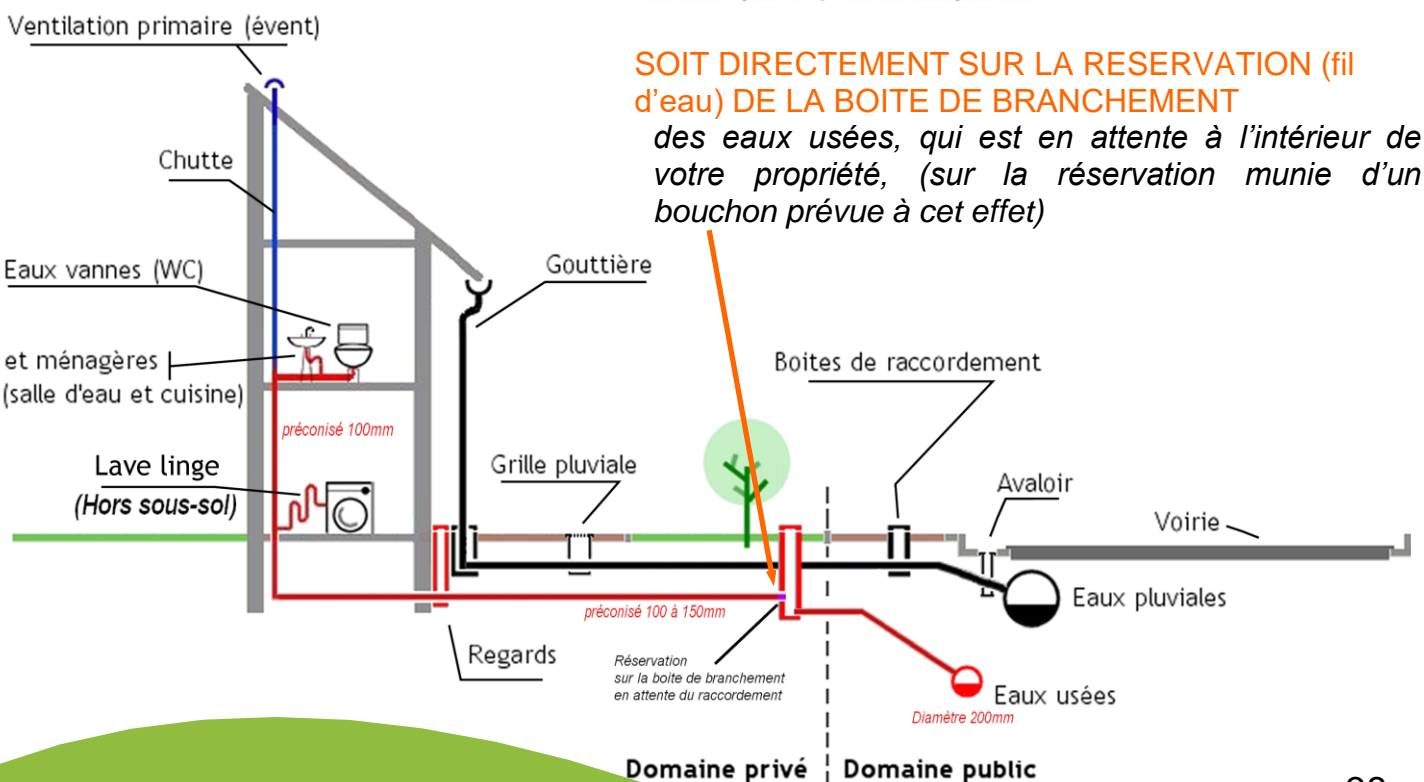 Ventilation primaire (évent)
SOIT DIRECTEMENT SUR LA RESERVATION (fil
d'eau) DE LA BOITE DE BRANCHEMENT
des eaux usées, qui est en attente à l'intérieur de
votre propriété, (sur la réservation munie d'un
bouchon prévue à cet effet)
Chutte
Eaux vannes (WC)
Gouttière
et ménagères
(salle d'eau et cuisine)
Boites de raccordement
préconisé 100mm
Lave linge
(Hors sous-sol)
Grille pluviale
Avaloir
Voirie
préconisé 100 à 150mm
Eaux pluviales
Regards
Réservation
sur la boite de branchement
en attente du raccordement
Eaux usées
Diamètre 200mm
Domaine privé
Domaine public